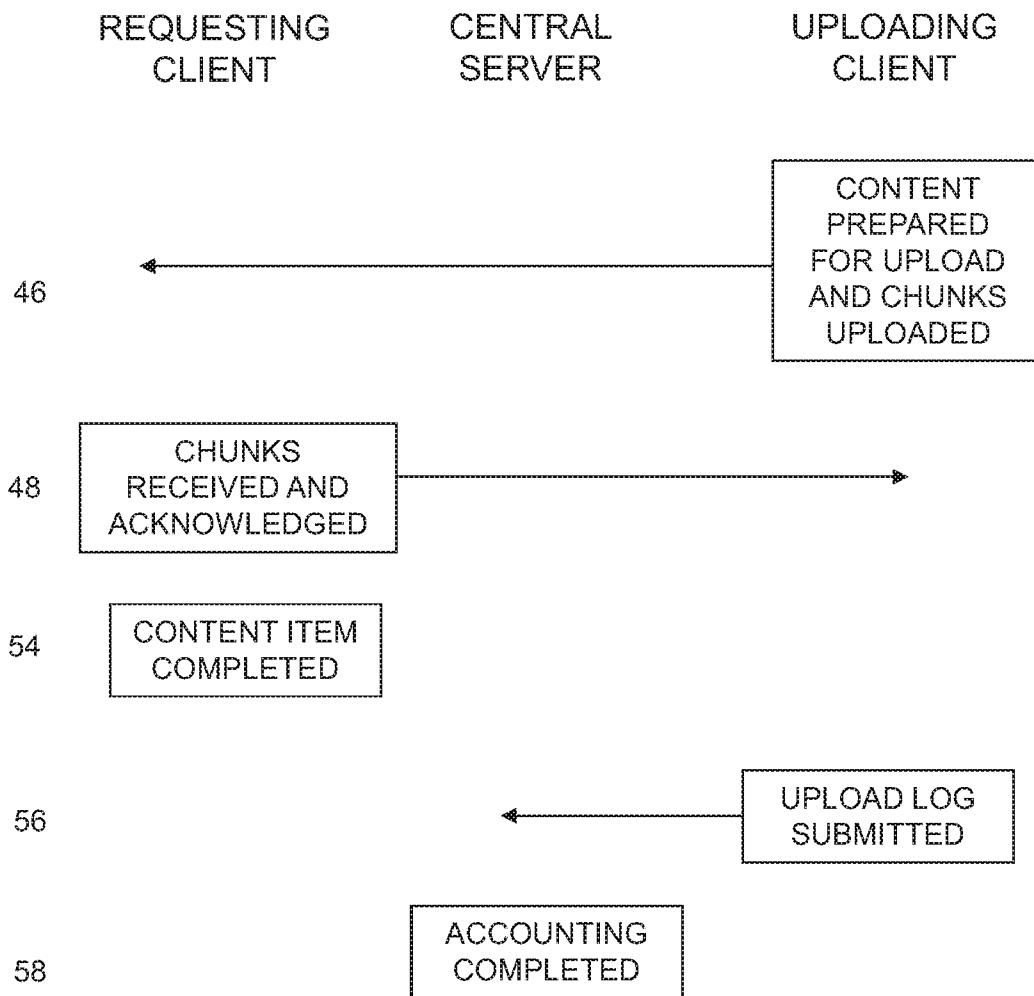 REQUESTING
CLIENT
CENTRAL
SERVER
UPLOADING
CLIENT
CONTENT
PREPARED
FOR UPLOAD
AND CHUNKS
UPLOADED
46
CHUNKS
RECEIVED AND
ACKNOWLEDGED
48
CONTENT ITEM
COMPLETED
54
UPLOAD LOG
SUBMITTED
56
ACCOUNTING
COMPLETED
58